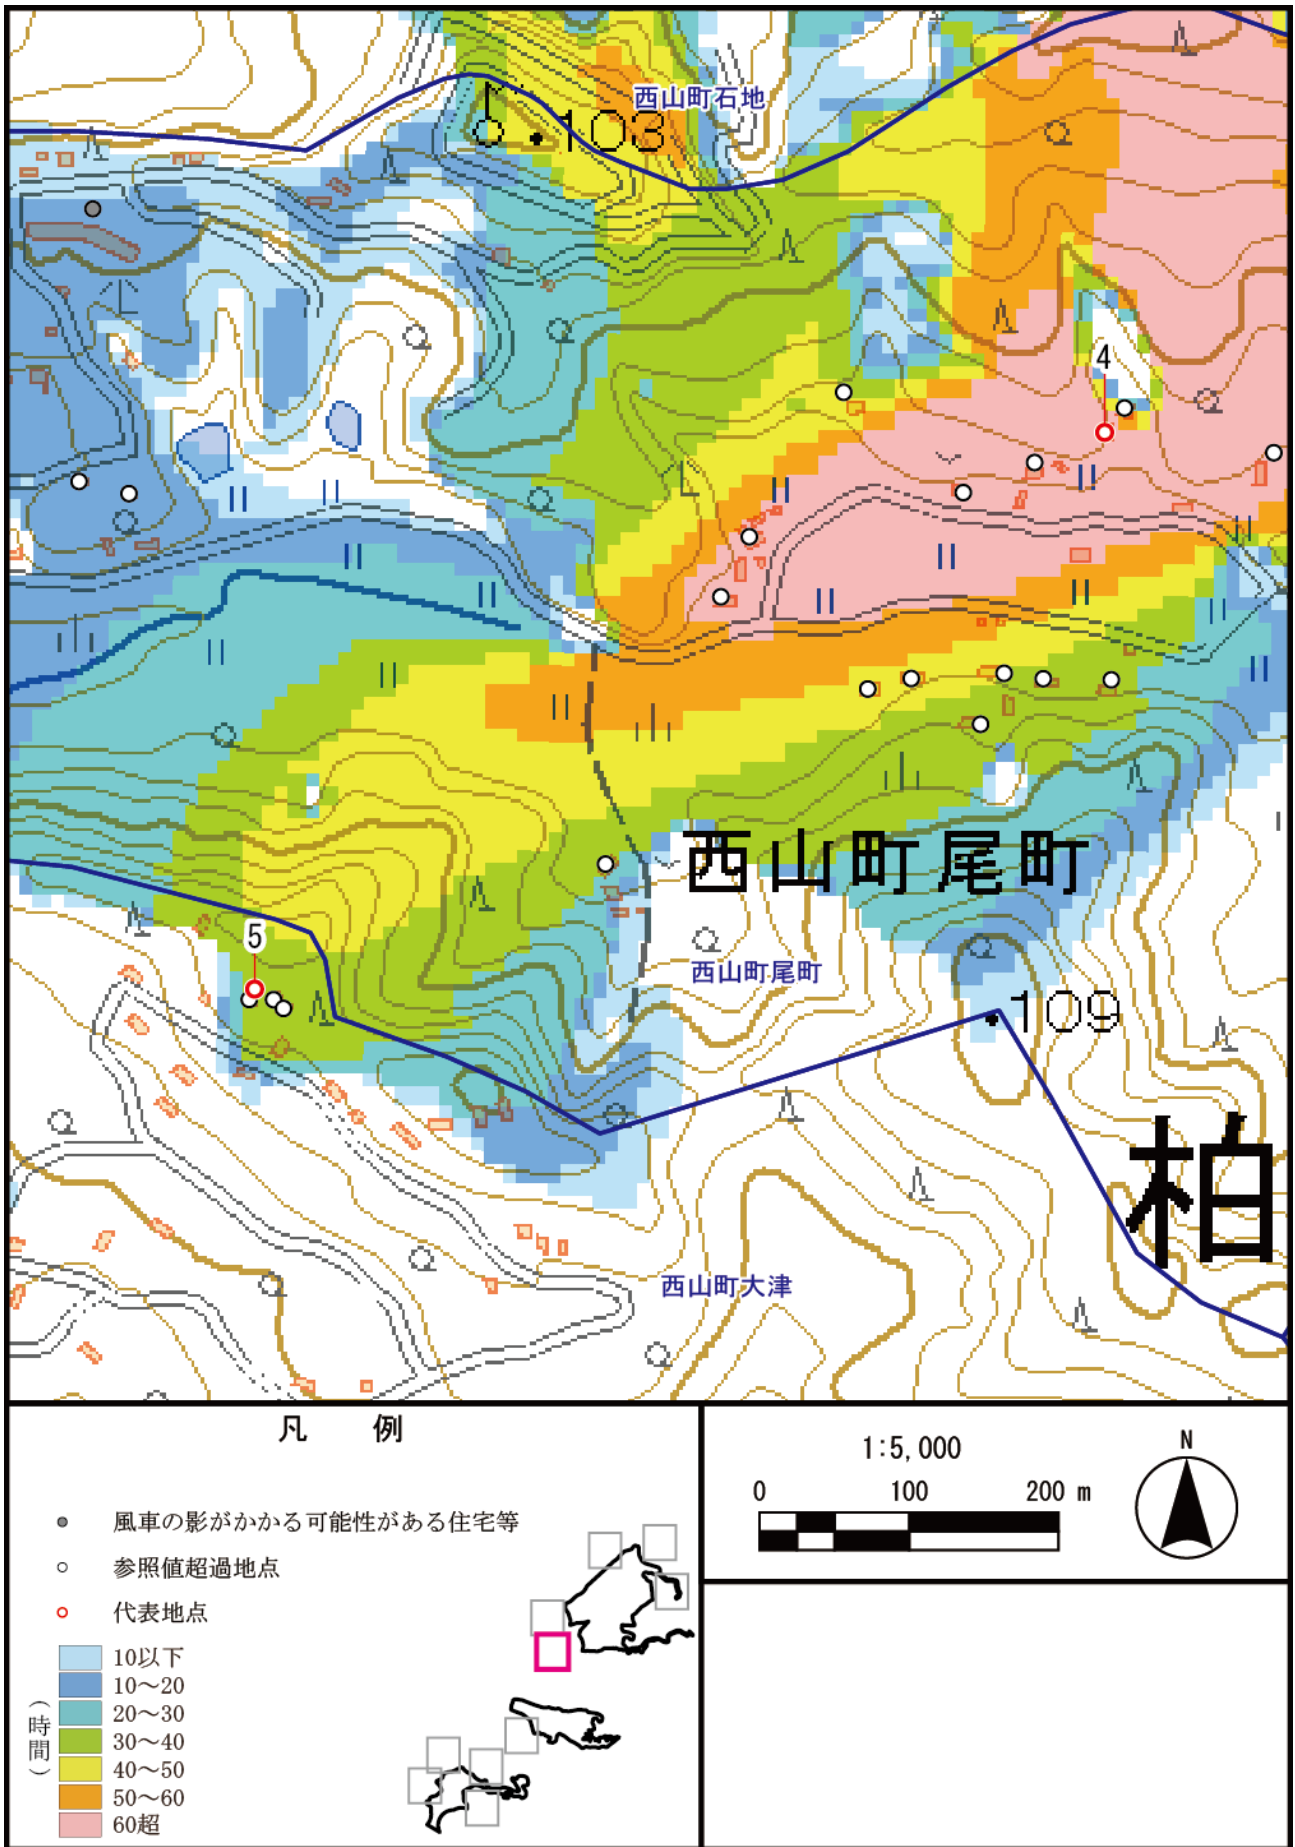 西山町石地
103
4
西山町尾町
5
西山町尾町
109
柏
西山町大津
凡 例
風車の影がかかる可能性がある住宅等
参照値超過地点
代表地点
(時間)
10以下
10～20
20～30
30～40
40～50
50～60
60超
1:5,000
0 100 200 m
N